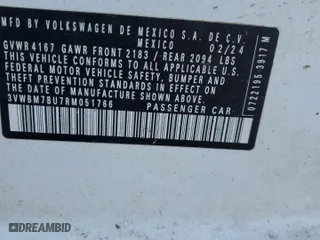 MFD BY VOLKSWAGEN DE MEXICO S.A. DE C.V.
MEXICO 02/24
GVWR 4167 GAWR FRONT 2183 / REAR 2094 LBS
THIS VEHICLE CONFORMS TO ALL APPLICABLE U.S.
FEDERAL MOTOR VEHICLE SAFETY, BUMPER AND
THEFT PREVENTION STANDARDS IN EFFECT ON
THE DATE OF MANUFACTURE SHOWN ABOVE.
3VWBM7BU7RM051766 PASSENGER CAR
0722195 3917 M
DREAMBID